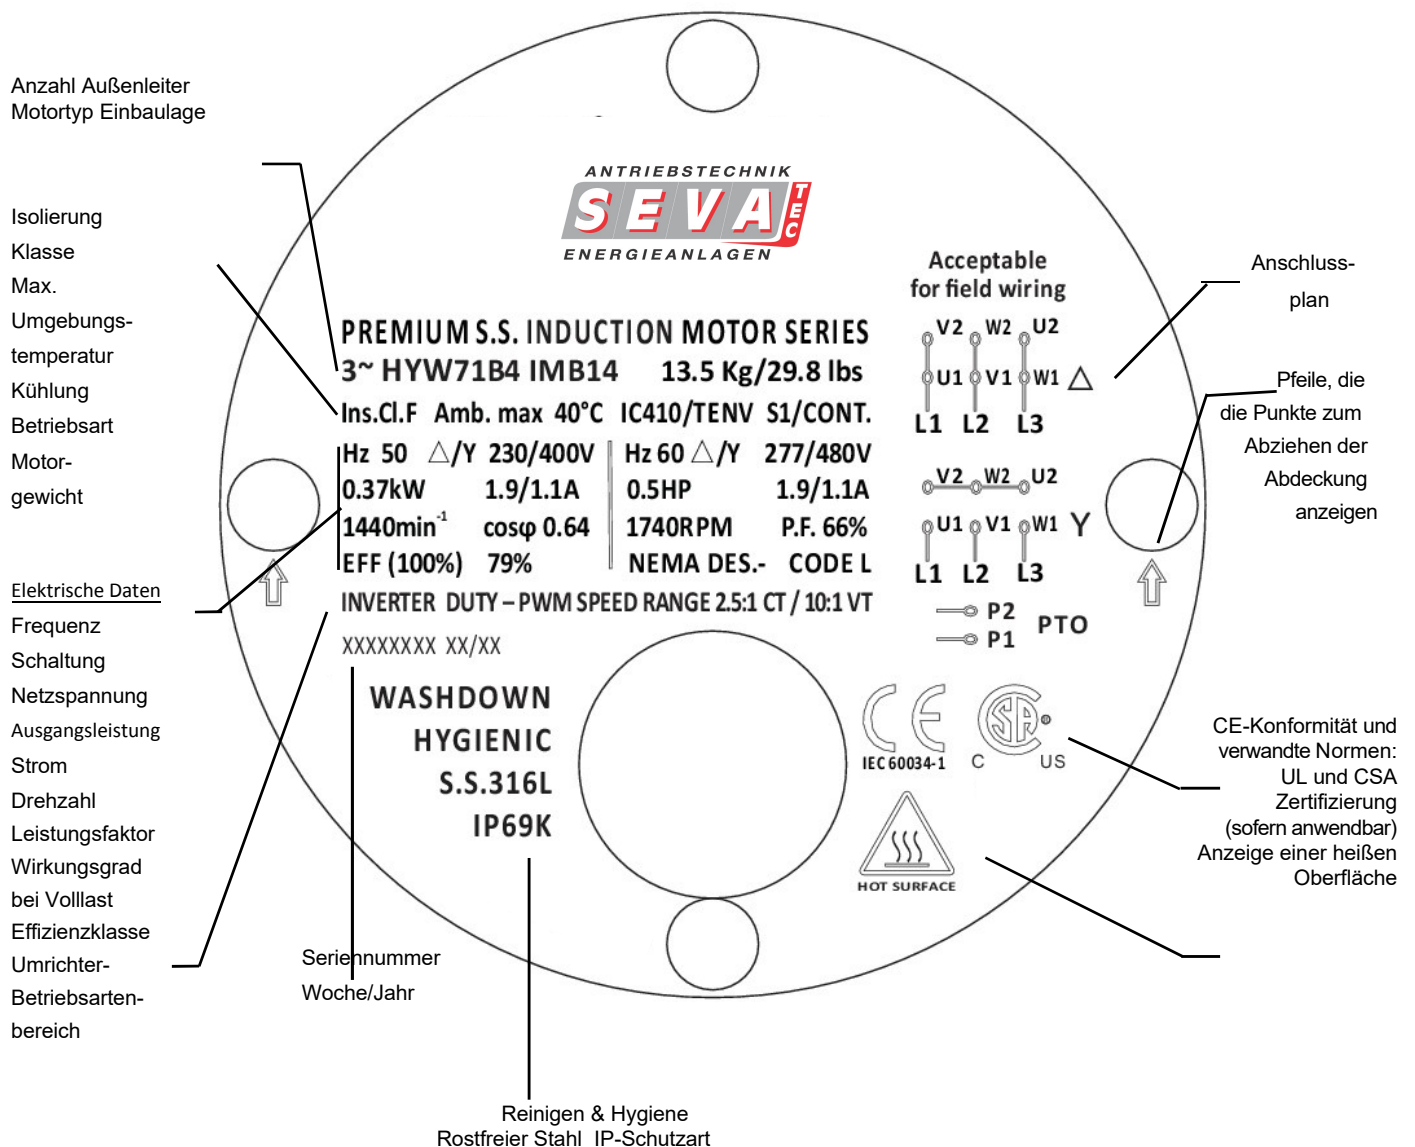 Anzahl Außenleiter
Motortyp Einbaulage
Isolierung
Klasse
Max.
Umgebungs-
temperatur
Kühlung
Betriebsart
Motor-
gewicht
Elektrische Daten
Frequenz
Schaltung
Netzspannung
Ausgangsleistung
Strom
Drehzahl
Leistungsfaktor
Wirkungsgrad
bei Volllast
Effizienzklasse
Umrichter-
Betriebsarten-
bereich
ANTRIEBSTECHNIK
SEVA TEC
ENERGIEANLAGEN
PREMIUM S.S. INDUCTION MOTOR SERIES
3~ HYW71B4 IMB14 13.5 Kg/29.8 lbs
Ins.Cl.F Amb. max 40°C IC410/TENV S1/CONT.
Hz 50 △/Y 230/400V Hz 60 △/Y 277/480V
0.37kW 1.9/1.1A 0.5HP 1.9/1.1A
1440min⁻¹ cosφ 0.64 1740RPM P.F. 66%
EFF (100%) 79% NEMA DES.- CODE L
INVERTER DUTY – PWM SPEED RANGE 2.5:1 CT / 10:1 VT
XXXXXXXX XX/XX
WASHDOWN
HYGIENIC
S.S.316L
IP69K
Acceptable
for field wiring
V2 W2 U2
U1 V1 W1 △
L1 L2 L3
V2 W2 U2
U1 V1 W1 Y
L1 L2 L3
P2
P1 PTO
CE
IEC 60034-1
CSA ®
C US
HOT SURFACE
Anschluss-
plan
Pfeile, die
die Punkte zum
Abziehen der
Abdeckung
anzeigen
CE-Konformität und
verwandte Normen:
UL und CSA
Zertifizierung
(sofern anwendbar)
Anzeige einer heißen
Oberfläche
Seriennummer
Woche/Jahr
Reinigen & Hygiene
Rostfreier Stahl IP-Schutzart